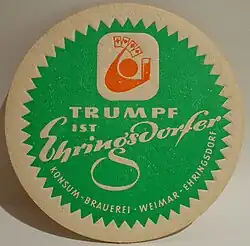 TRUMPF
IST
Ehringsdorfer
KONSUM-BRAUEREI • WEIMAR-EHRINGSDORF